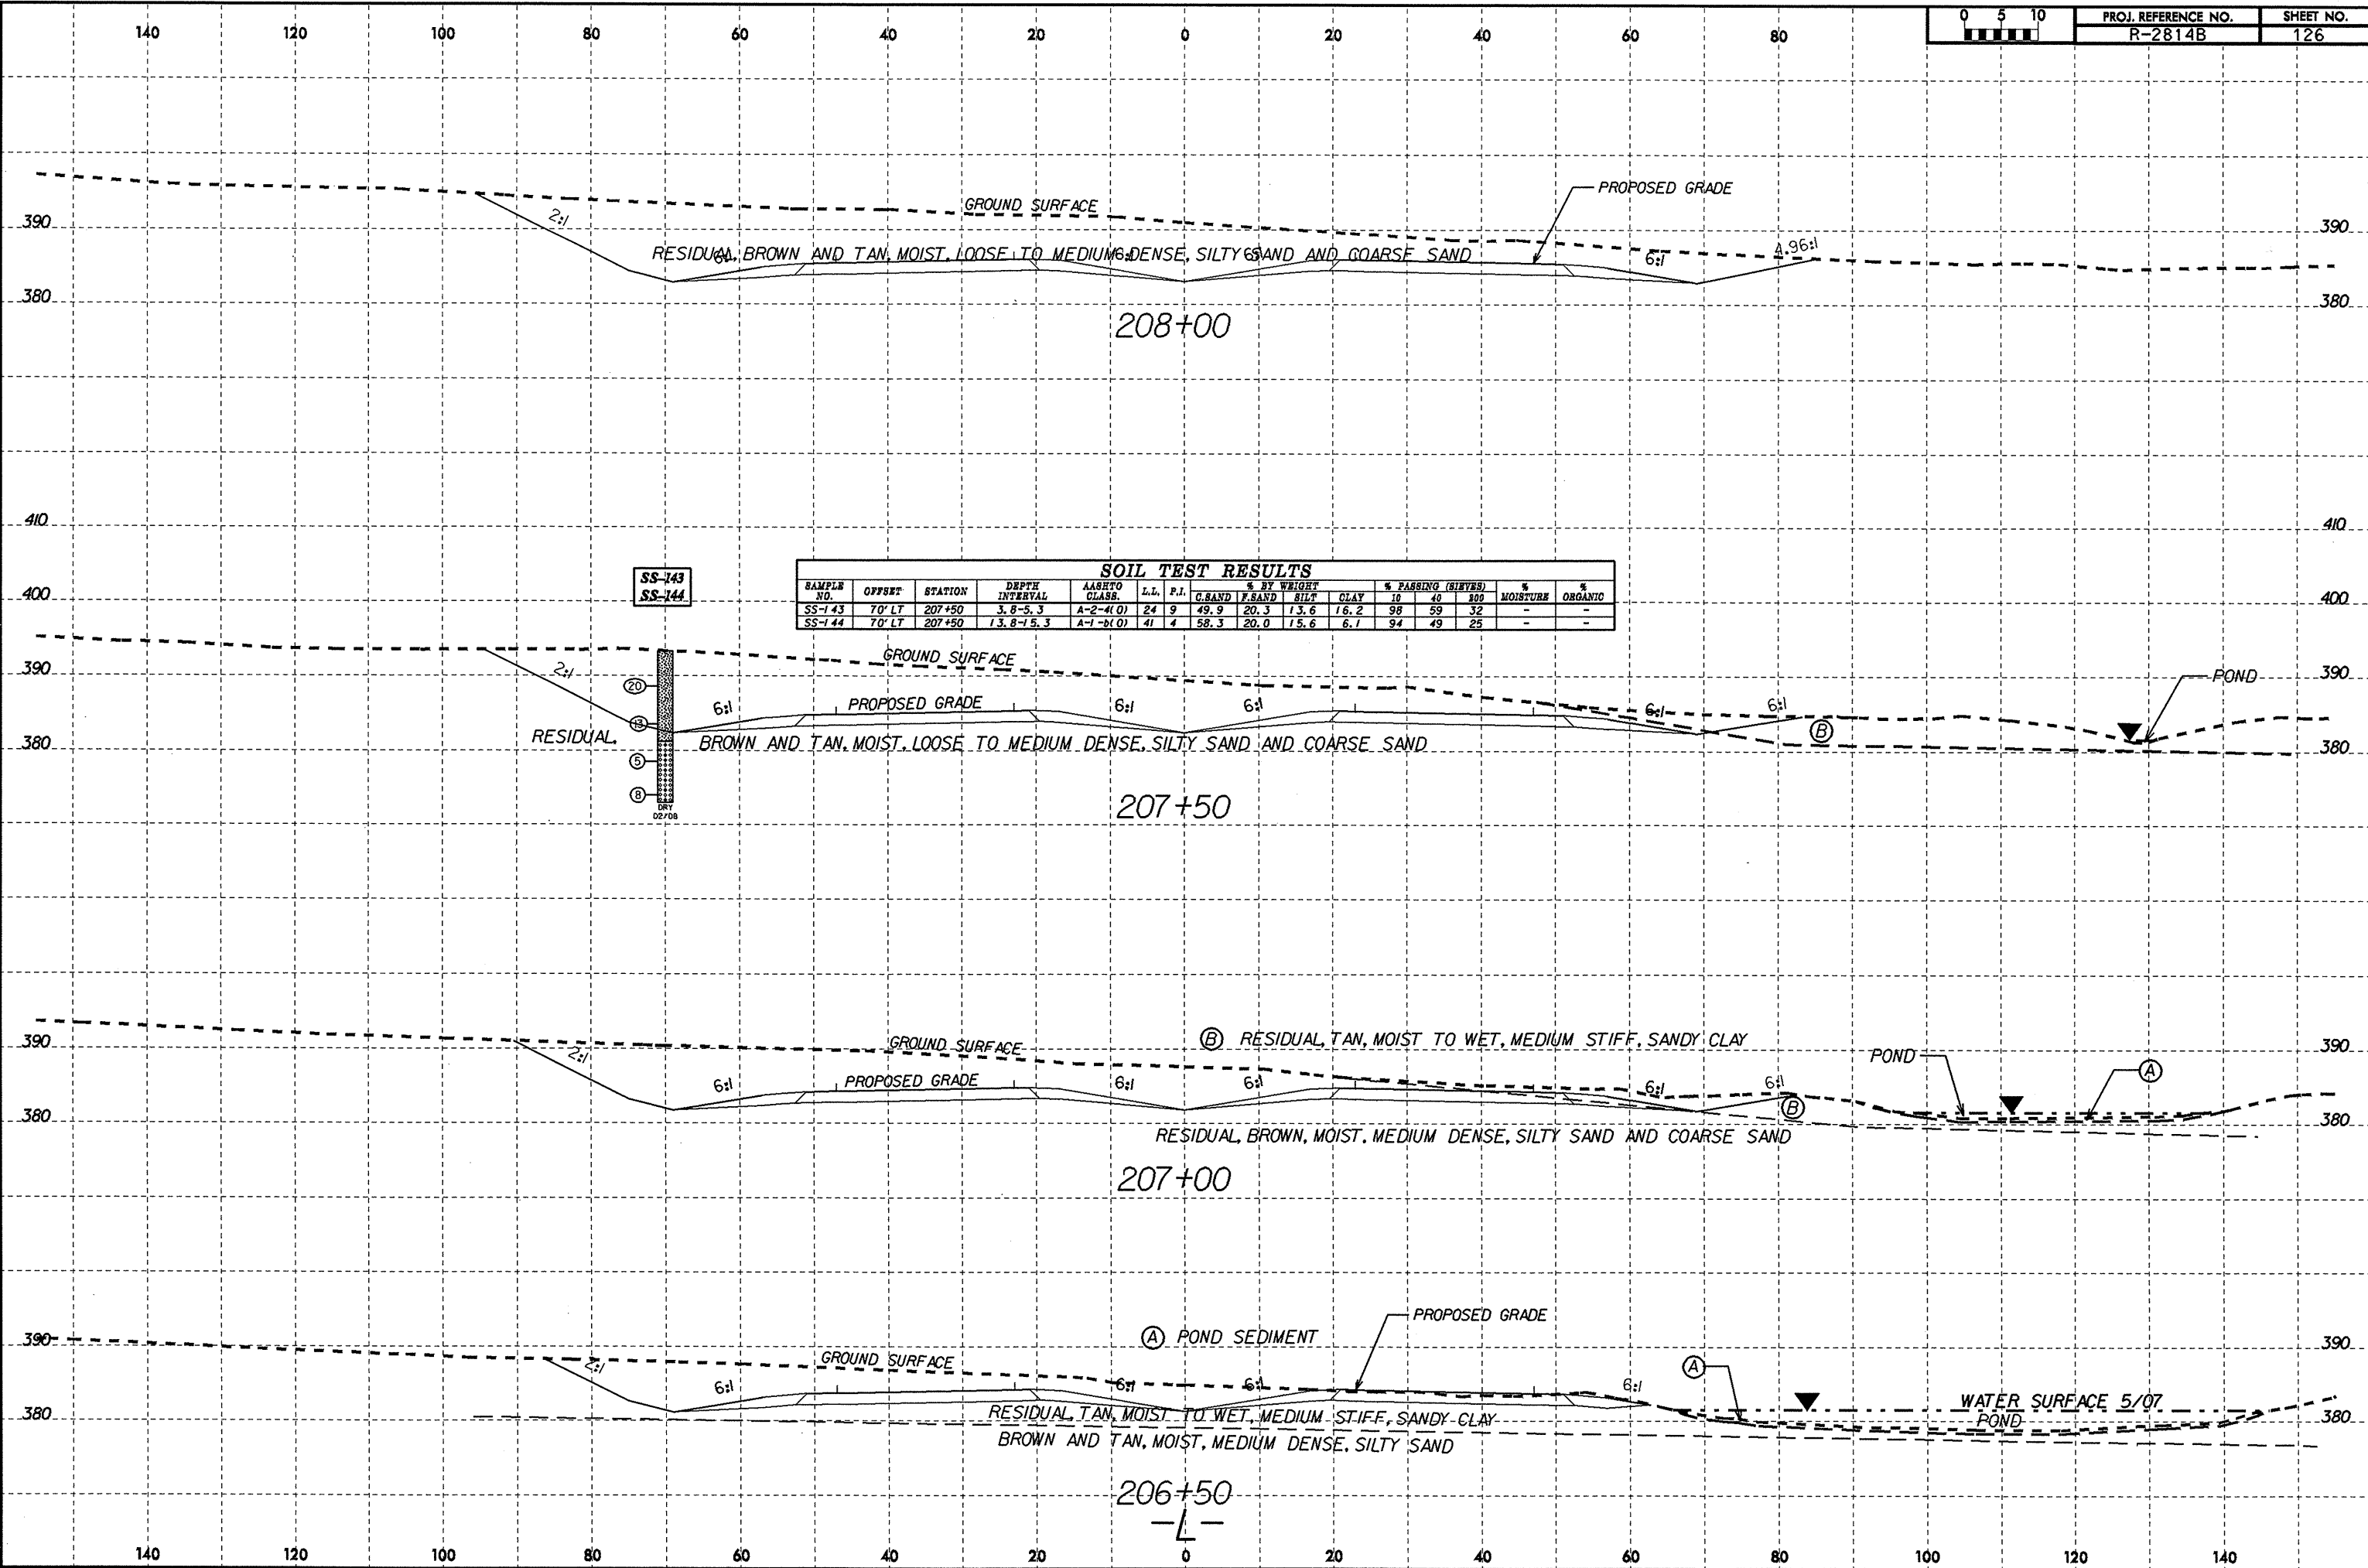 0 5 10
PROJ. REFERENCE NO. SHEET NO.
R-2814B 126
140 120 100 80 60 40 20 0 20 40 60 80
PROPOSED GRADE
GROUND SURFACE
2:1
4.96:1
390 390
RESIDUAL, BROWN AND TAN, MOIST, LOOSE TO MEDIUM DENSE, SILTY SAND AND COARSE SAND
6:1 6:1 6:1 6:1
380 380
208+00
410 410
SS-143
SS-144
SOIL TEST RESULTS
SAMPLE NO. OFFSET STATION DEPTH INTERVAL AASHTO CLASS. L.L. P.I. % BY WEIGHT % PASSING (SIEVES) % MOISTURE % ORGANIC
C.SAND F.SAND SILT CLAY 10 40 200
SS-143 70' LT 207+50 3.8-5.3 A-2-4(0) 24 9 49.9 20.3 13.6 16.2 98 59 32 - -
SS-144 70' LT 207+50 13.8-15.3 A-1-b(0) 41 4 58.3 20.0 15.6 6.1 94 49 25 - -
400 400
GROUND SURFACE
390 390
2:1
POND
20
6:1 PROPOSED GRADE 6:1 6:1 6:1 6:1
13
B
RESIDUAL, BROWN AND TAN, MOIST, LOOSE TO MEDIUM DENSE, SILTY SAND AND COARSE SAND
380 380
5
8
DRY
02/08
207+50
B RESIDUAL, TAN, MOIST TO WET, MEDIUM STIFF, SANDY CLAY
390 390
GROUND SURFACE
2:1
POND
A
6:1 PROPOSED GRADE 6:1 6:1 6:1 6:1
B
380 380
RESIDUAL, BROWN, MOIST, MEDIUM DENSE, SILTY SAND AND COARSE SAND
207+00
PROPOSED GRADE
A POND SEDIMENT
390 390
GROUND SURFACE
2:1
A
6:1 6:1 6:1 6:1
WATER SURFACE 5/07
POND
380 380
RESIDUAL, TAN, MOIST TO WET, MEDIUM STIFF, SANDY CLAY
BROWN AND TAN, MOIST, MEDIUM DENSE, SILTY SAND
206+50
-L-
140 120 100 80 60 40 20 0 20 40 60 80 100 120 140